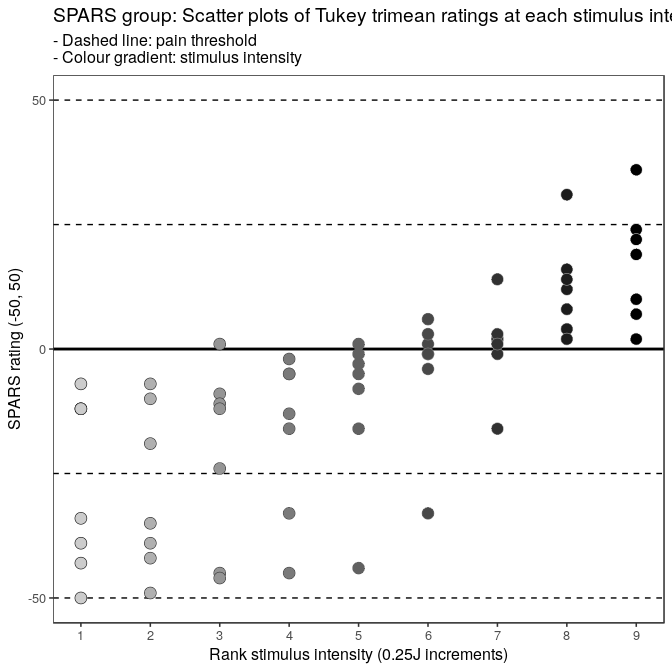 SPARS group: Scatter plots of Tukey trimean ratings at each stimulus
- Dashed line: pain threshold
- Colour gradient: stimulus intensity
50
25
0
-25
-50
SPARS rating (-50, 50)
1 2 3 4 5 6 7 8 9
Rank stimulus intensity (0.25J increments)